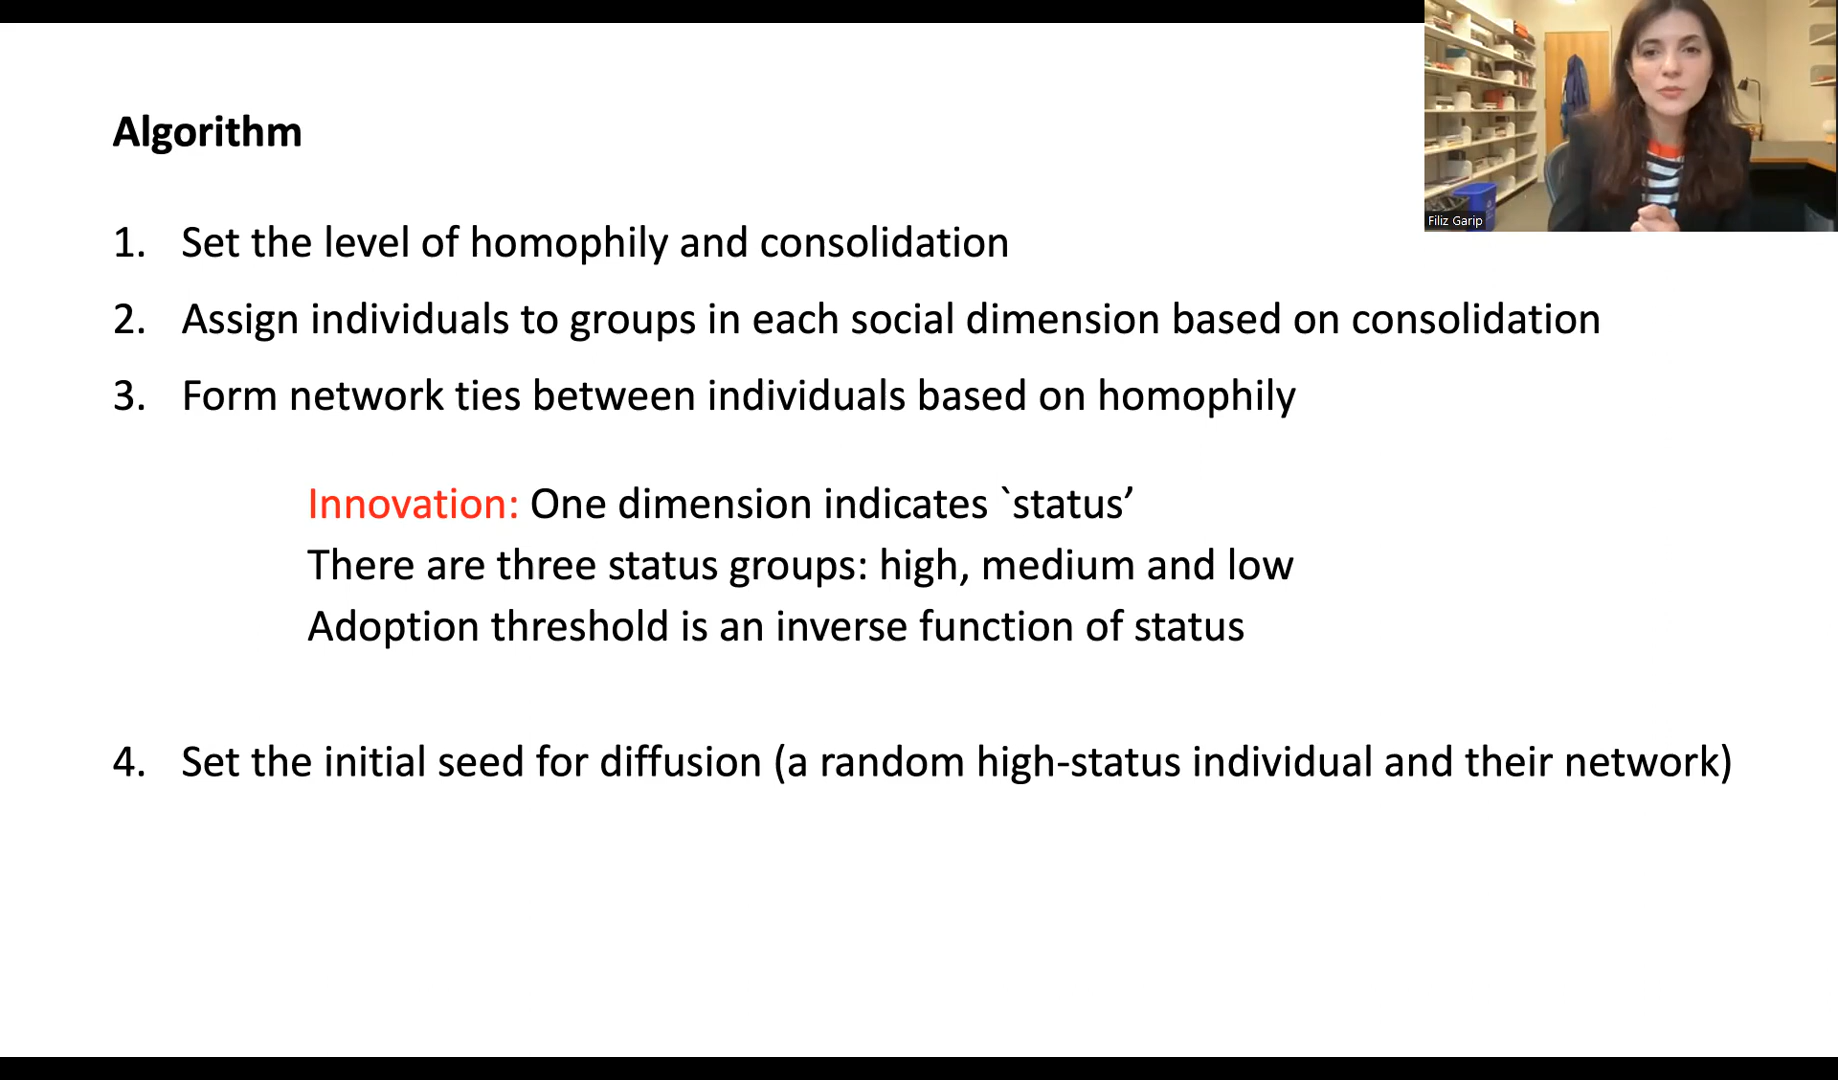 Algorithm
1. Set the level of homophily and consolidation
2. Assign individuals to groups in each social dimension based on consolidation
3. Form network ties between individuals based on homophily
Innovation: One dimension indicates `status’
There are three status groups: high, medium and low
Adoption threshold is an inverse function of status
4. Set the initial seed for diffusion (a random high-status individual and their network)
Filiz Garip